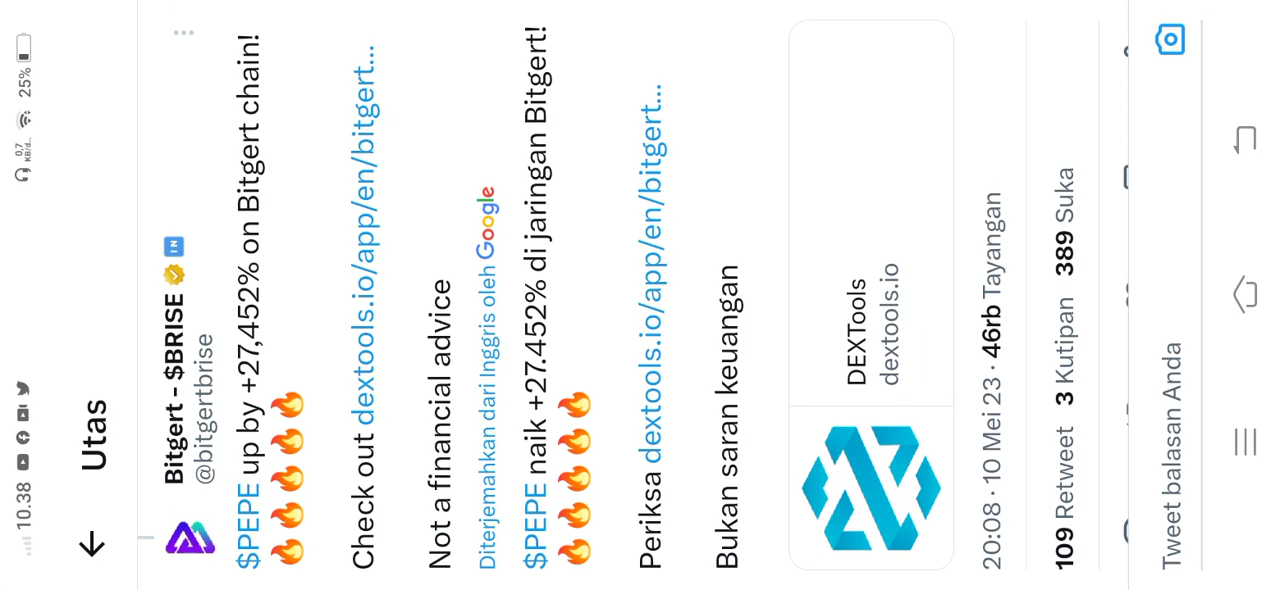 10.38
0,7
KB/d..
25%
Utas
Bitgert - $BRISE IN
@bitgertbrise
$PEPE up by +27,452% on Bitgert chain!
🔥🔥🔥🔥🔥
Check out dextools.io/app/en/bitgert...
Not a financial advice
Diterjemahkan dari Inggris oleh Google
$PEPE naik +27.452% di jaringan Bitgert!
🔥🔥🔥🔥🔥
Periksa dextools.io/app/en/bitgert...
Bukan saran keuangan
DEXTools
dextools.io
20:08 · 10 Mei 23 · 46rb Tayangan
109 Retweet 3 Kutipan 389 Suka
Tweet balasan Anda